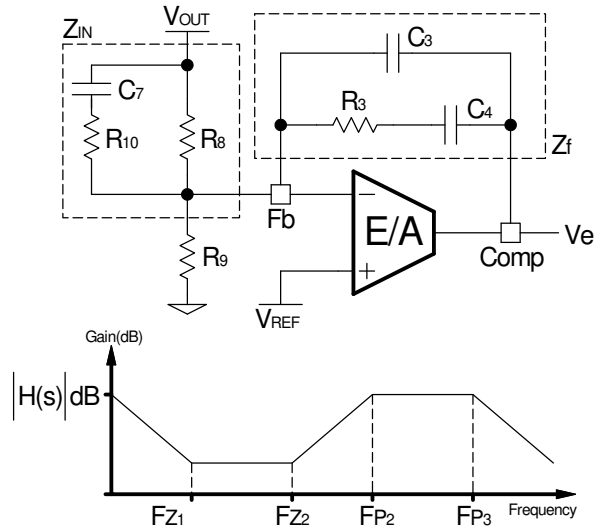 VOUT
ZIN
C3
C7
R3
C4
R10
R8
Zf
Fb
−
E/A
Ve
R9
+
Comp
VREF
Gain(dB)
|H(s)|dB
FZ1
FZ2
FP2
FP3
Frequency